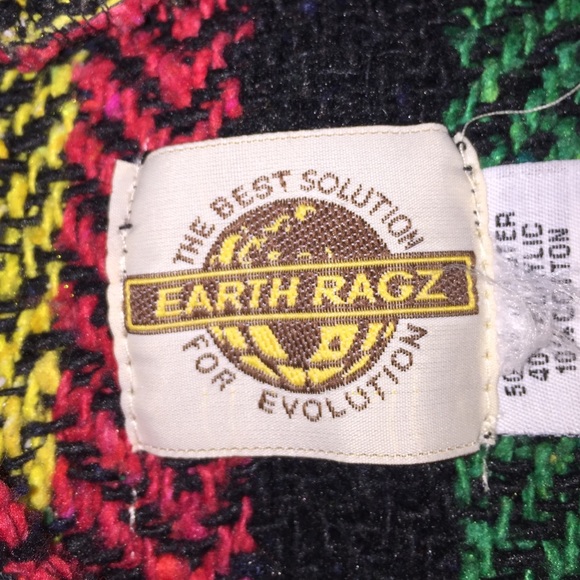 THE BEST SOLUTION
EARTH RAGZ
FOR EVOLUTION